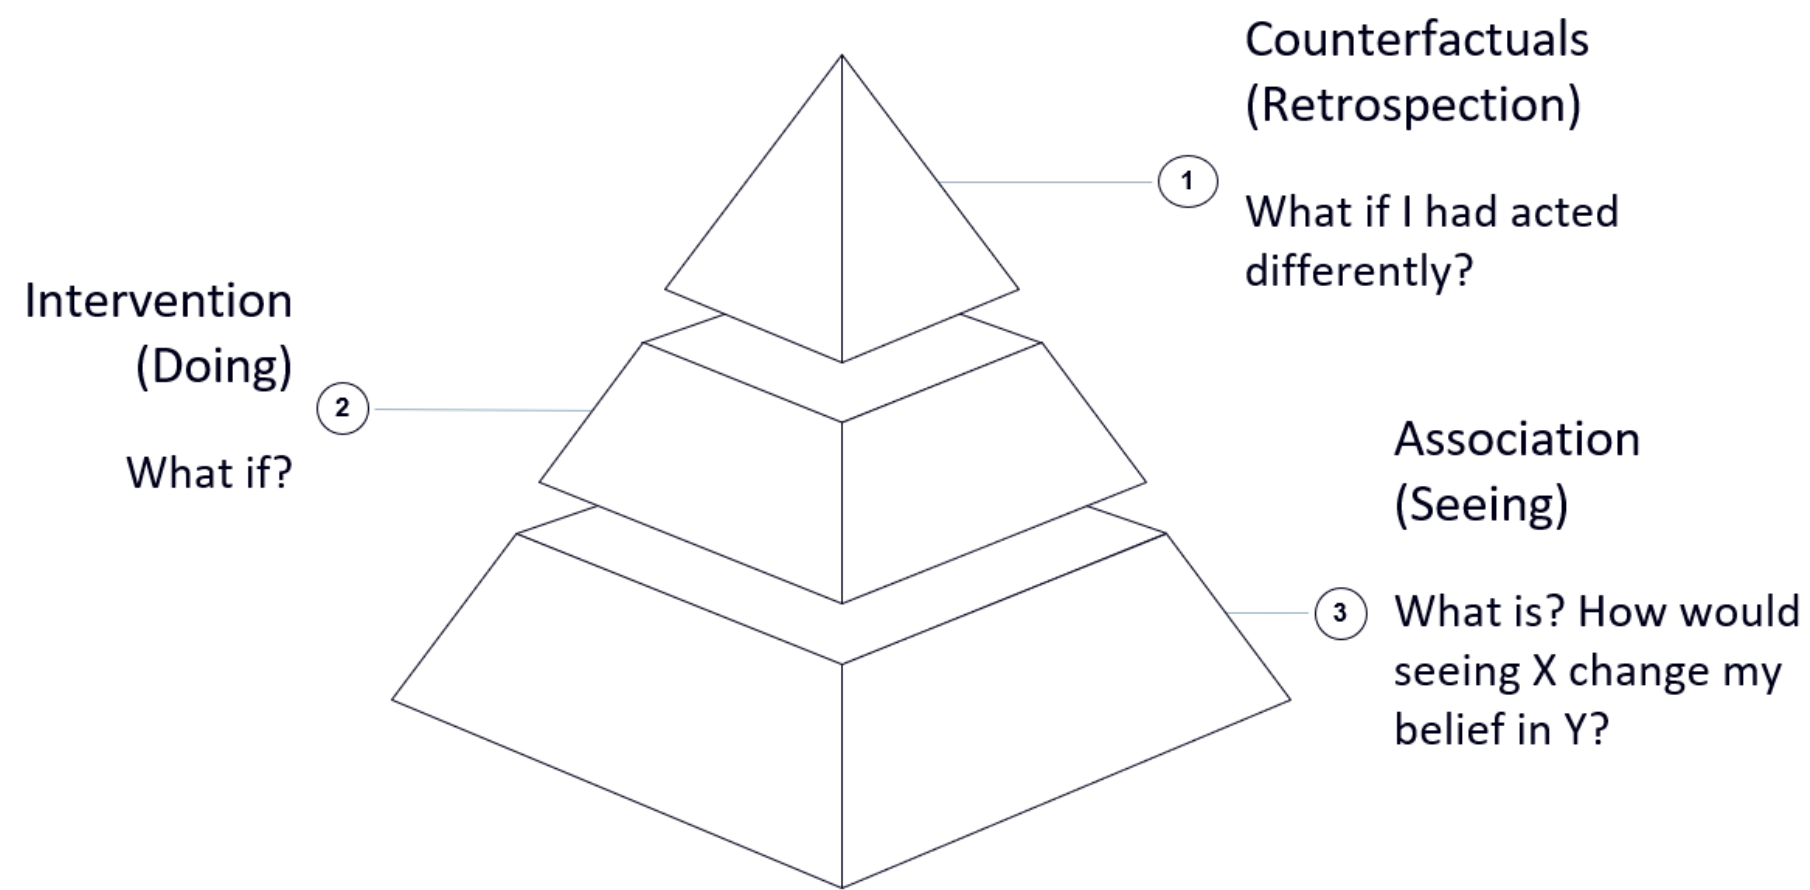 Counterfactuals
(Retrospection)
1
What if I had acted
differently?
Intervention
(Doing)
2
What if?
Association
(Seeing)
3
What is? How would
seeing X change my
belief in Y?